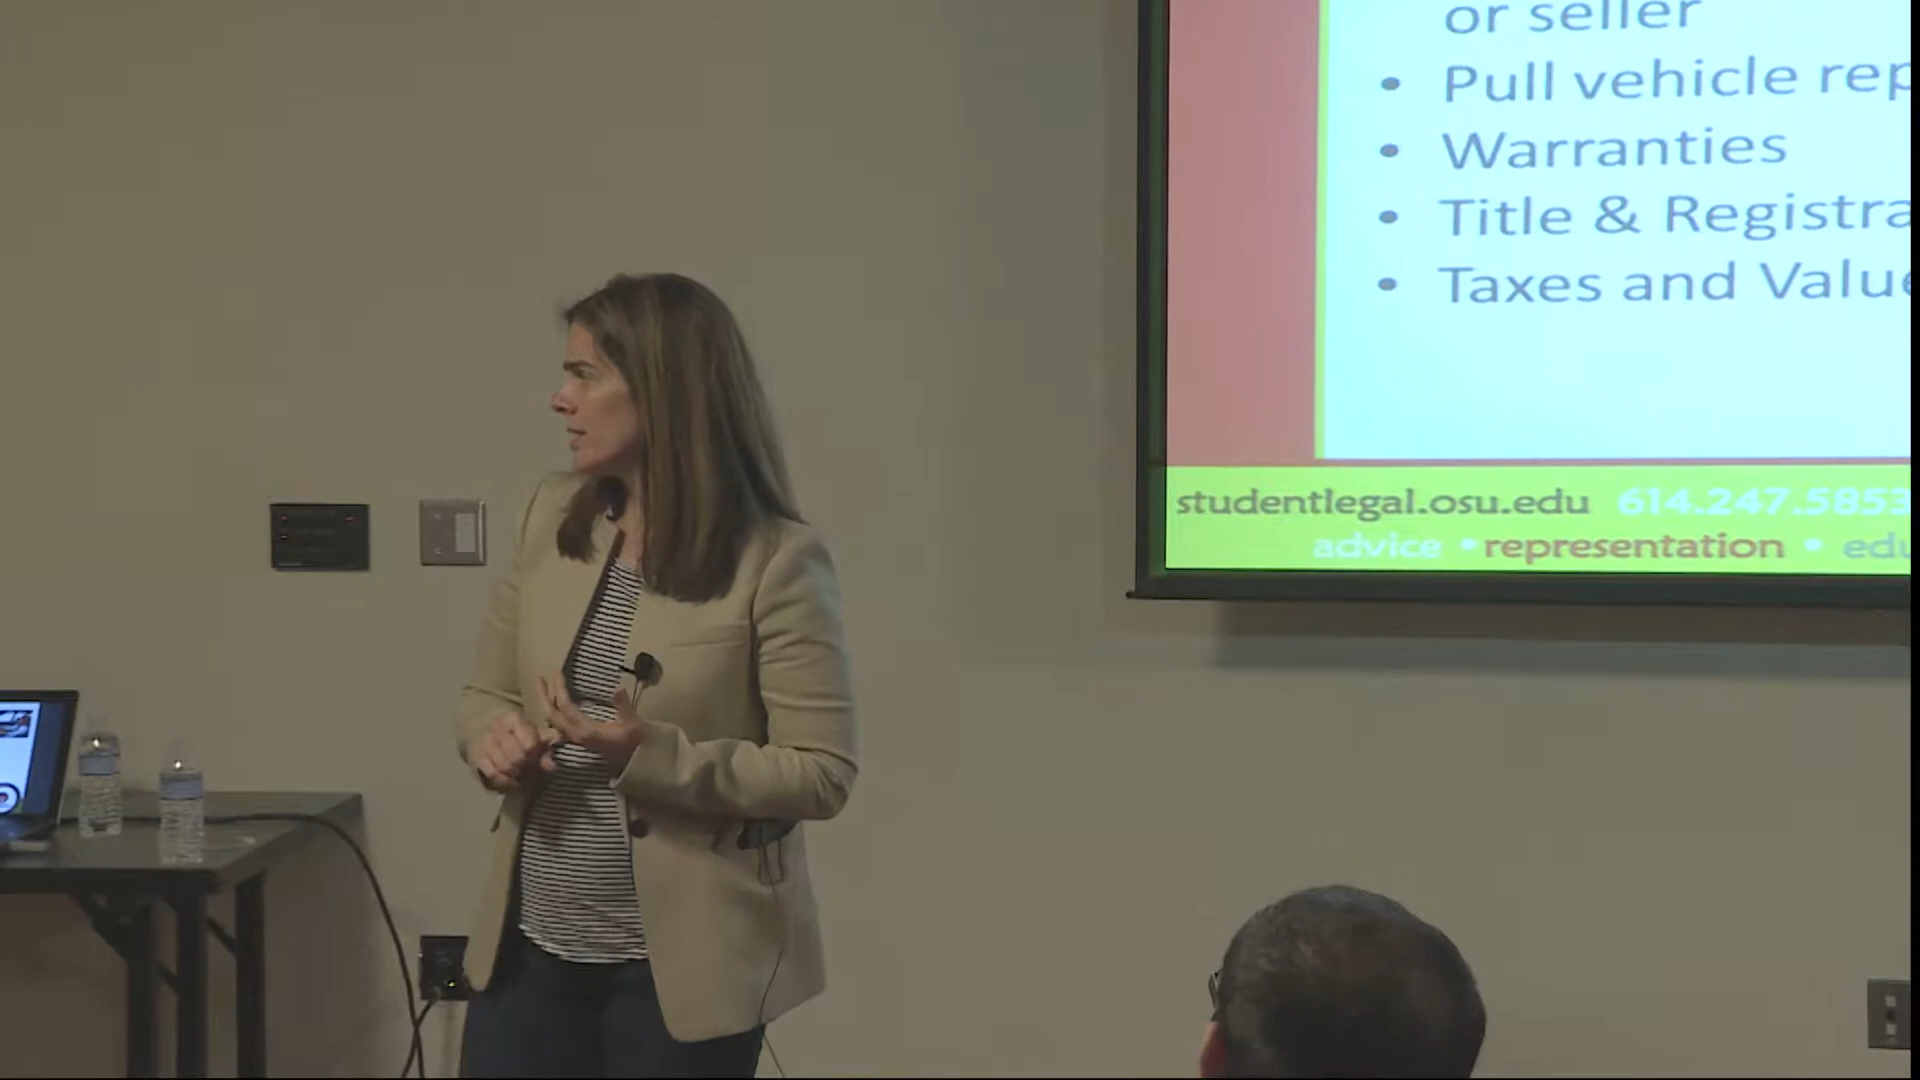 or seller
• Pull vehicle rep
• Warranties
• Title & Registra
• Taxes and Value
studentlegal.osu.edu 614.247.5853
advice • representation • edu